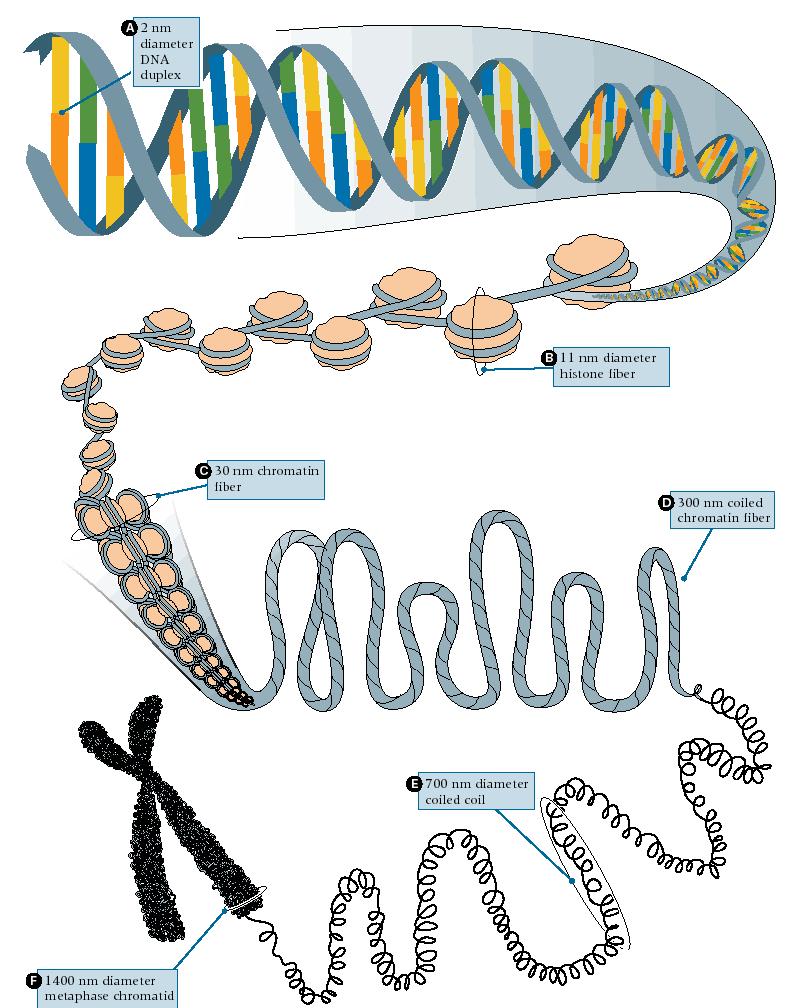 A 2 nm
diameter
DNA
duplex
B 11 nm diameter
histone fiber
C 30 nm chromatin
fiber
D 300 nm coiled
chromatin fiber
E 700 nm diameter
coiled coil
F 1400 nm diameter
metaphase chromatid